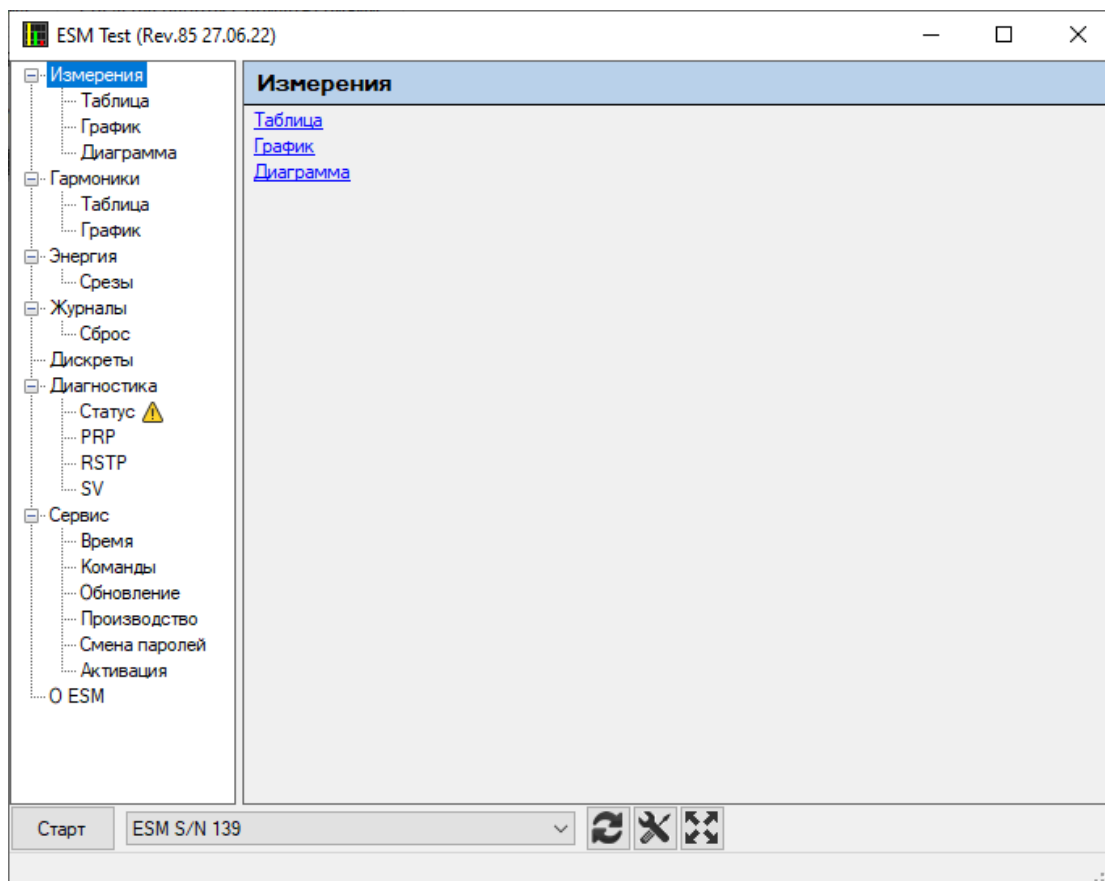 ESM Test (Rev.85 27.06.22)
Измерения
Таблица
График
Диаграмма
Гармоники
Таблица
График
Энергия
Срезы
Журналы
Сброс
Дискреты
Диагностика
Статус
PRP
RSTP
SV
Сервис
Время
Команды
Обновление
Производство
Смена паролей
Активация
О ESM
Измерения
Таблица
График
Диаграмма
Старт
ESM S/N 139